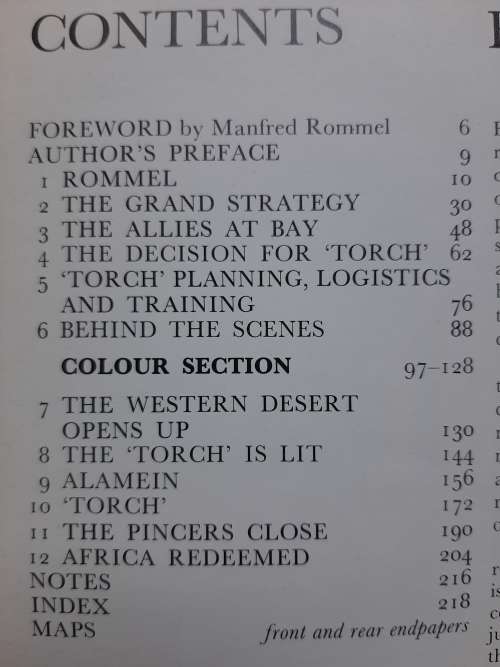 CONTENTS
FOREWORD by Manfred Rommel 6
AUTHOR'S PREFACE 9
1 ROMMEL 10
2 THE GRAND STRATEGY 30
3 THE ALLIES AT BAY 48
4 THE DECISION FOR 'TORCH' 62
5 'TORCH' PLANNING, LOGISTICS
AND TRAINING 76
6 BEHIND THE SCENES 88
COLOUR SECTION 97–128
7 THE WESTERN DESERT
OPENS UP 130
8 THE 'TORCH' IS LIT 144
9 ALAMEIN 156
10 'TORCH' 172
11 THE PINCERS CLOSE 190
12 AFRICA REDEEMED 204
NOTES 216
INDEX 218
MAPS front and rear endpapers